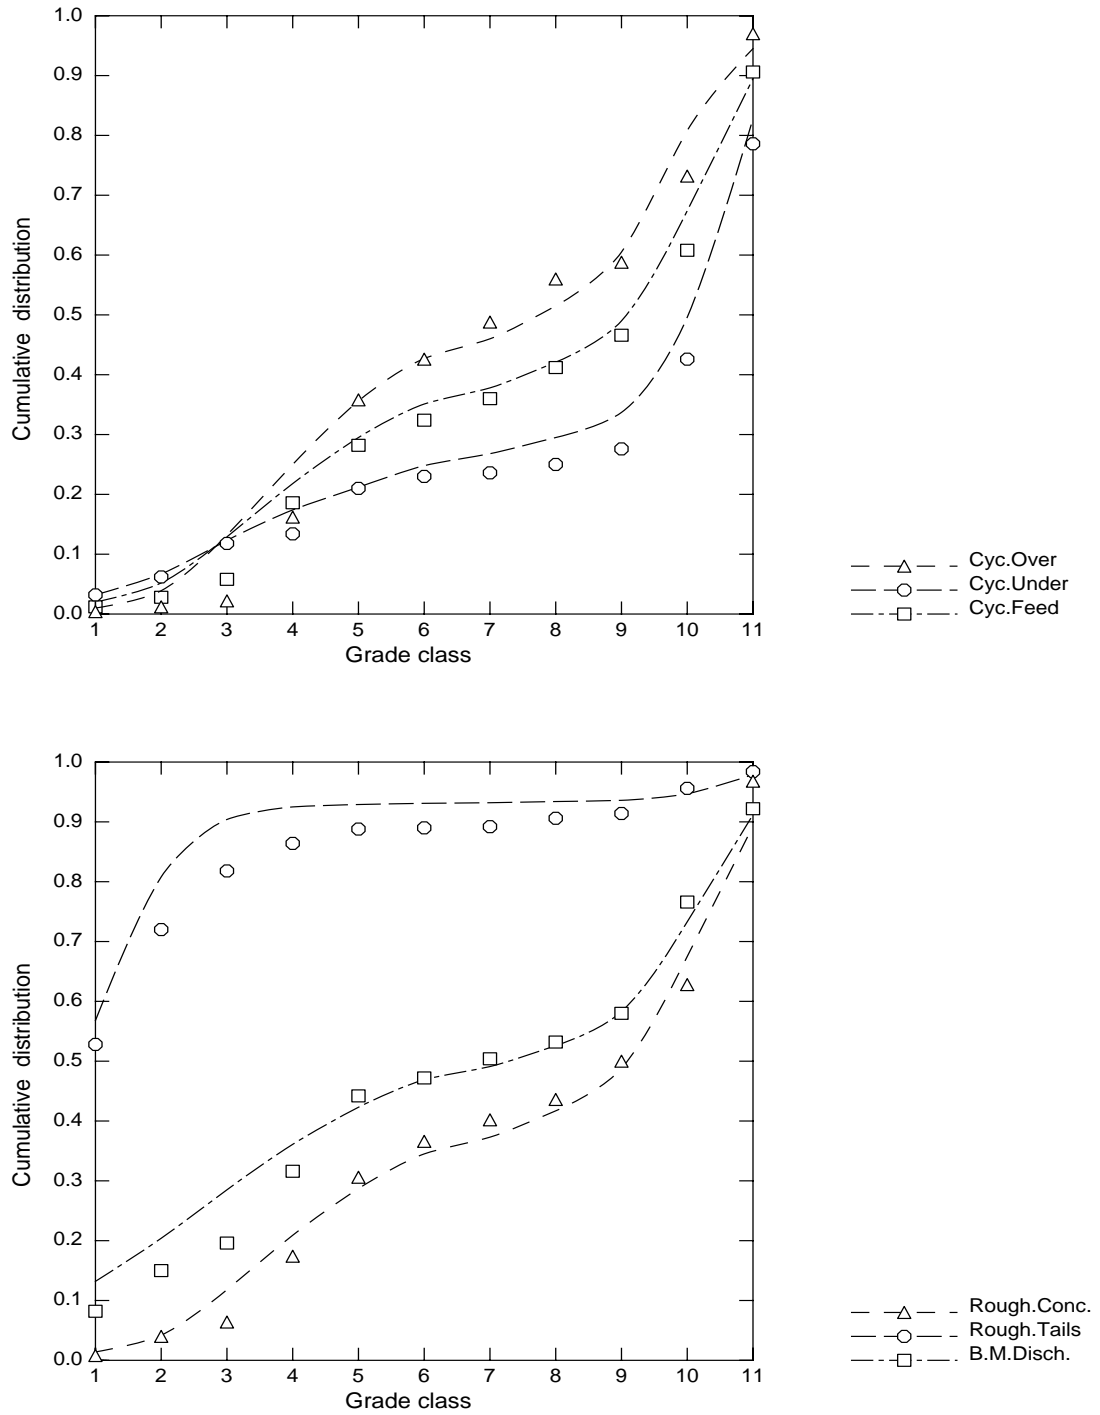 1.0
0.9
0.8
0.7
0.6
0.5
0.4
0.3
0.2
0.1
0.0
Cumulative distribution
1 2 3 4 5 6 7 8 9 10 11
Grade class
Cyc.Over
Cyc.Under
Cyc.Feed
1.0
0.9
0.8
0.7
0.6
0.5
0.4
0.3
0.2
0.1
0.0
Cumulative distribution
1 2 3 4 5 6 7 8 9 10 11
Grade class
Rough.Conc.
Rough.Tails
B.M.Disch.